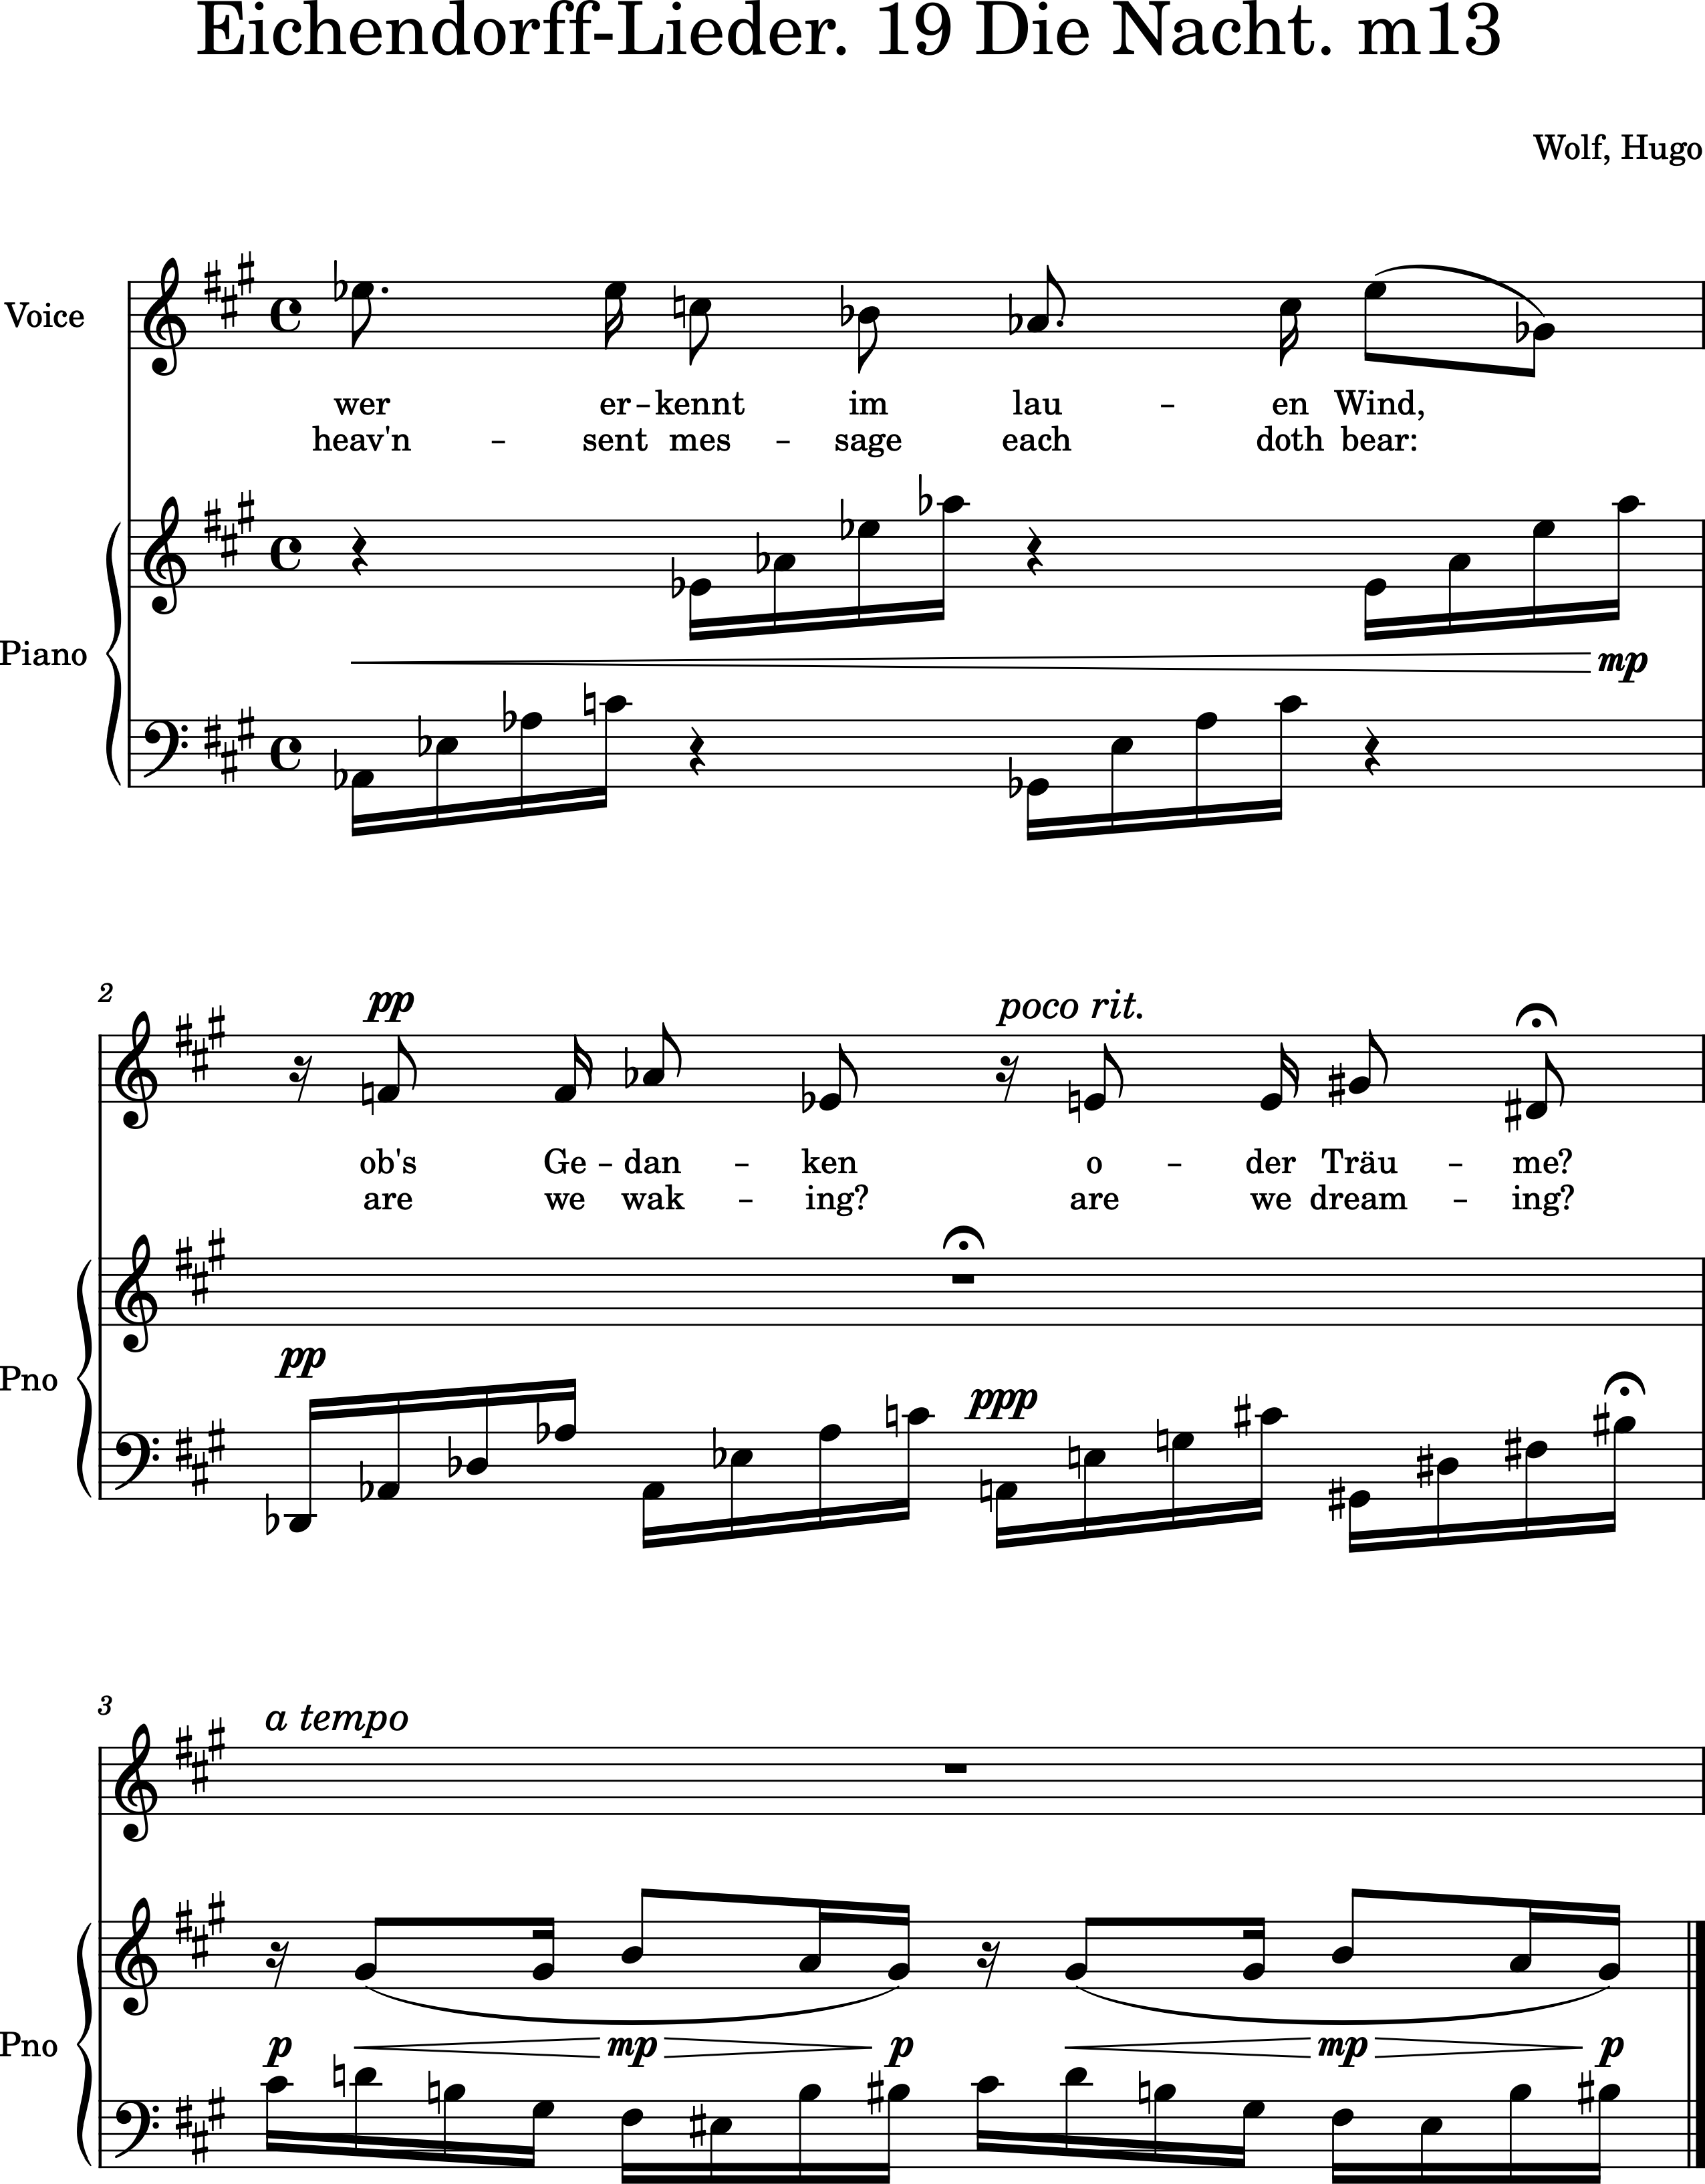 Eichendorff-Lieder. 19 Die Nacht. m13
Wolf, Hugo
Voice
wer er – kennt im lau – en Wind,
heav'n – sent mes – sage each doth bear:
Piano
mp
2
pp poco rit.
ob's Ge – dan – ken o – der Träu – me?
are we wak – ing? are we dream – ing?
pp
Pno
ppp
3
a tempo
Pno p mp p mp p